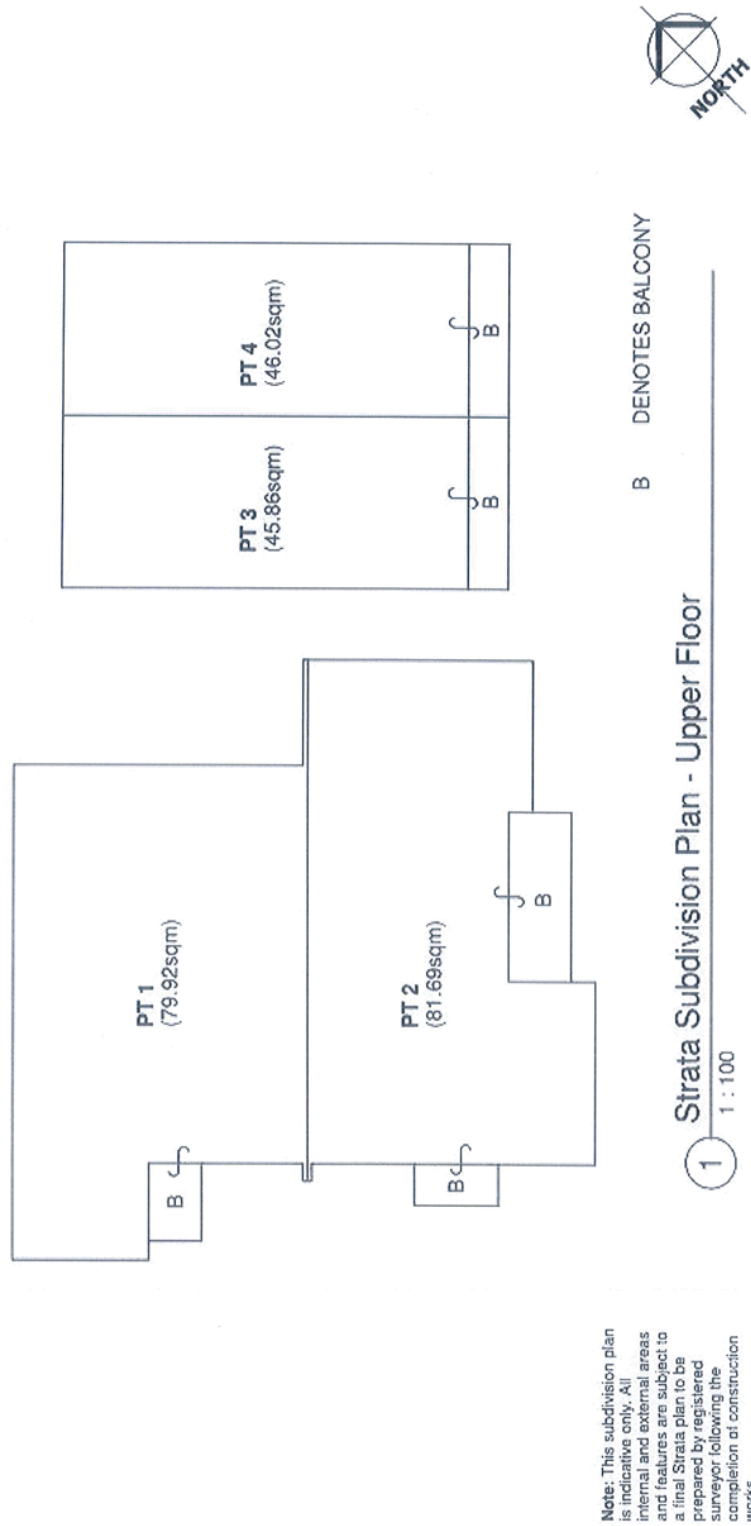 PT 1
(79.92sqm)
B
PT 2
(81.69sqm)
B
B
PT 3
(45.86sqm)
B
PT 4
(46.02sqm)
B
NORTH
B DENOTES BALCONY
1
Strata Subdivision Plan - Upper Floor
1 : 100
Note: This subdivision plan
is indicative only. All
internal and external areas
and features are subject to
a final Strata plan to be
prepared by registered
surveyor following the
completion of construction
works